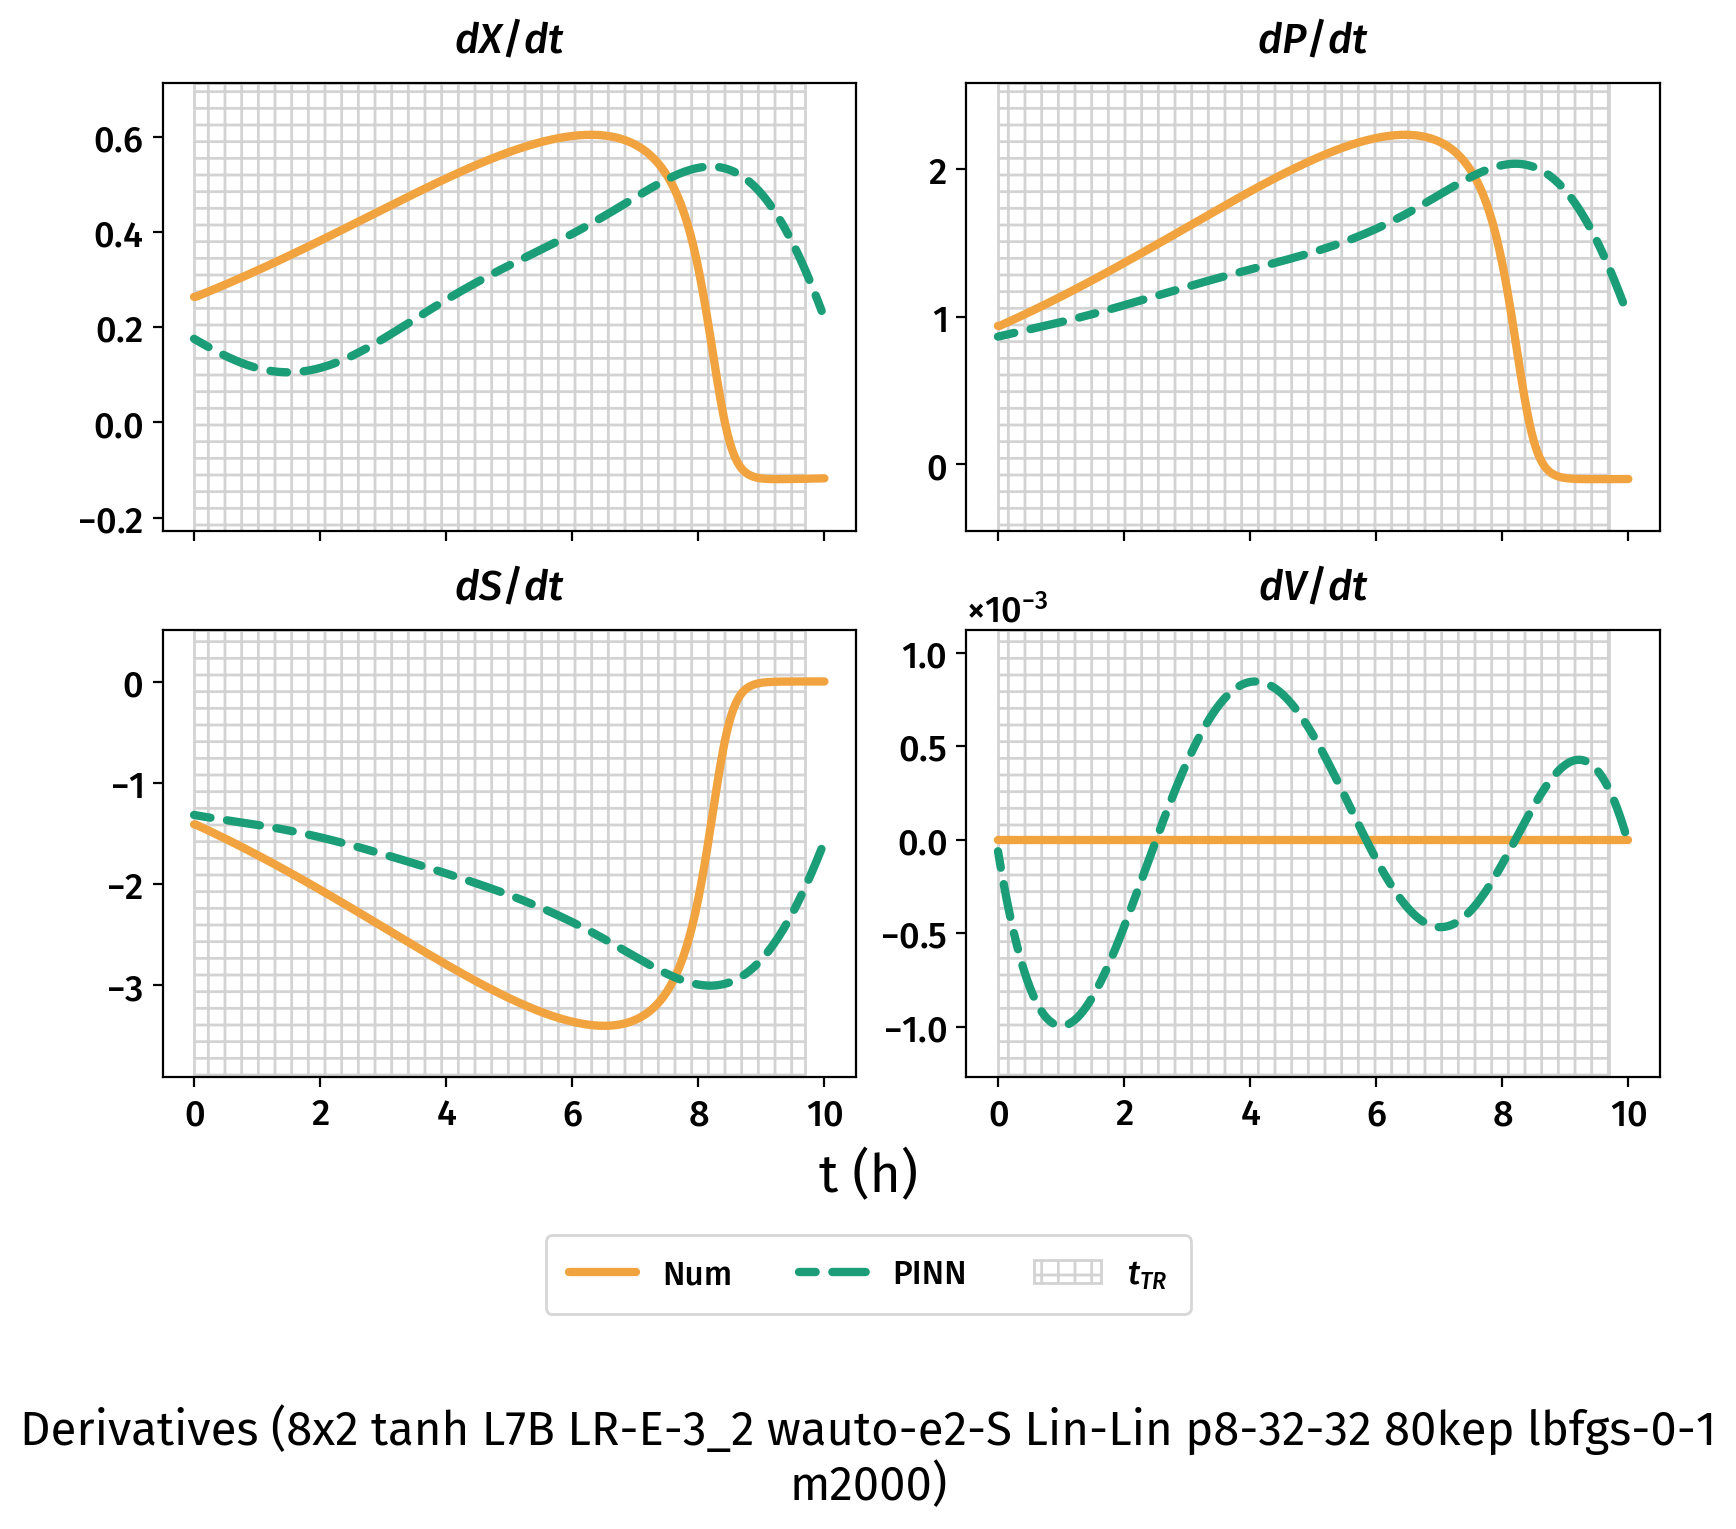 dX/dt
dP/dt
0.6
0.4
0.2
0.0
−0.2
2
1
0
dS/dt
dV/dt
×10⁻³
0
−1
−2
−3
1.0
0.5
0.0
−0.5
−1.0
0 2 4 6 8 10
0 2 4 6 8 10
t (h)
Num PINN t_TR
Derivatives (8x2 tanh L7B LR-E-3_2 wauto-e2-S Lin-Lin p8-32-32 80kep lbfgs-0-1
m2000)